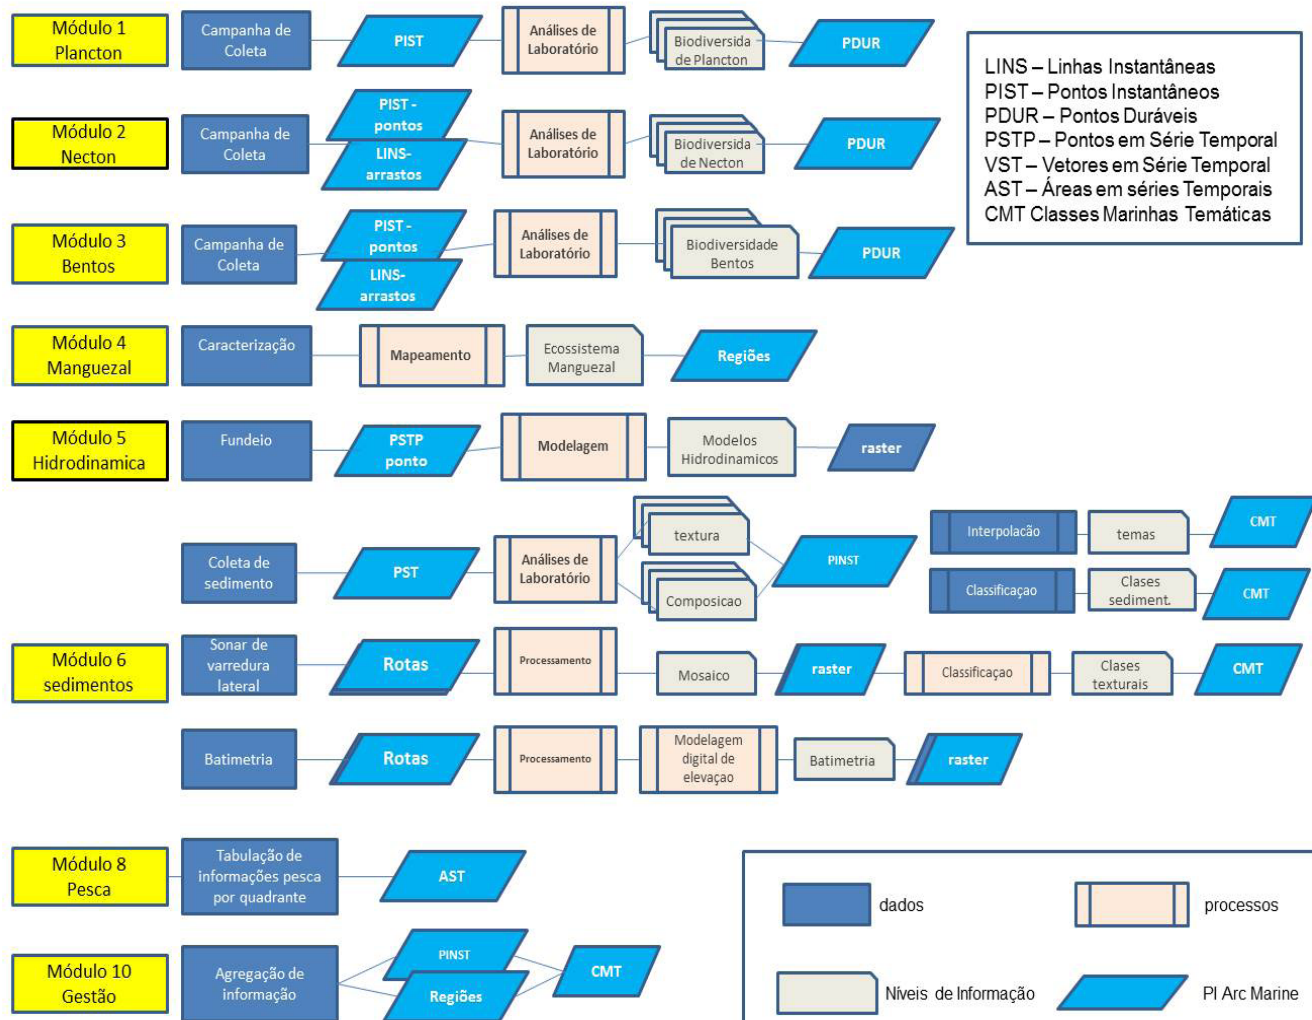 Módulo 1
Plancton
Campanha de
Coleta
PIST
Análises de
Laboratório
Biodiversida
de Plancton
PDUR
LINS – Linhas Instantâneas
PIST – Pontos Instantâneos
PDUR – Pontos Duráveis
PSTP – Pontos em Série Temporal
VST – Vetores em Série Temporal
AST – Áreas em séries Temporais
CMT Classes Marinhas Temáticas
Módulo 2
Necton
Campanha de
Coleta
PIST -
pontos
LINS-
arrastos
Análises de
Laboratório
Biodiversida
de Necton
PDUR
Módulo 3
Bentos
Campanha de
Coleta
PIST -
pontos
LINS-
arrastos
Análises de
Laboratório
Biodiversidade
Bentos
PDUR
Módulo 4
Manguezal
Caracterização
Mapeamento
Ecossistema
Manguezal
Regiões
Módulo 5
Hidrodinamica
Fundeio
PSTP
ponto
Modelagem
Modelos
Hidrodinamicos
raster
Módulo 6
sedimentos
Coleta de
sedimento
PST
Análises de
Laboratório
textura
Composicao
PINST
Interpolacão
temas
CMT
Classificaçao
Clases
sediment.
CMT
Sonar de
varredura
lateral
Rotas
Processamento
Mosaico
raster
Classificaçao
Clases
texturais
CMT
Batimetria
Rotas
Processamento
Modelagem
digital de
elevaçao
Batimetria
raster
Módulo 8
Pesca
Tabulação de
informações pesca
por quadrante
AST
Módulo 10
Gestão
Agregação de
informação
PINST
Regiões
CMT
dados
processos
Níveis de Informação
PI Arc Marine